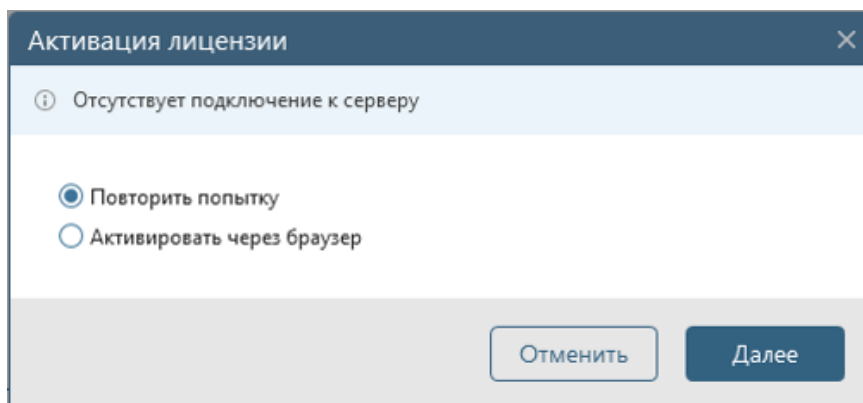 Активация лицензии
Отсутствует подключение к серверу
Повторить попытку
Активировать через браузер
Отменить
Далее